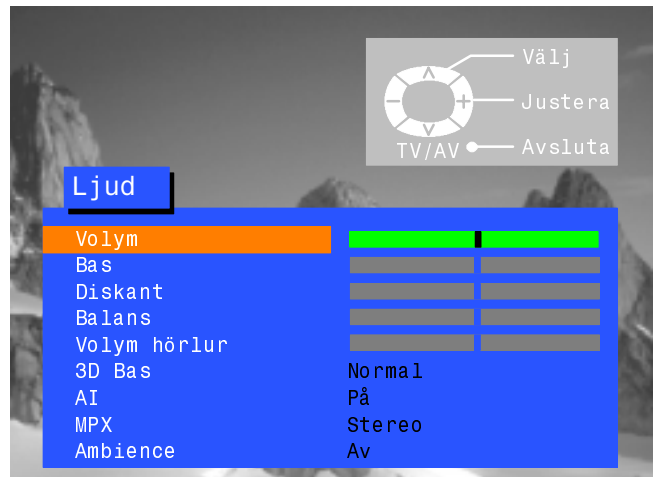 Välj
Justera
TV/AV Avsluta
Ljud
Volym
Bas
Diskant
Balans
Volym hörlur
3D Bas Normal
AI På
MPX Stereo
Ambience Av